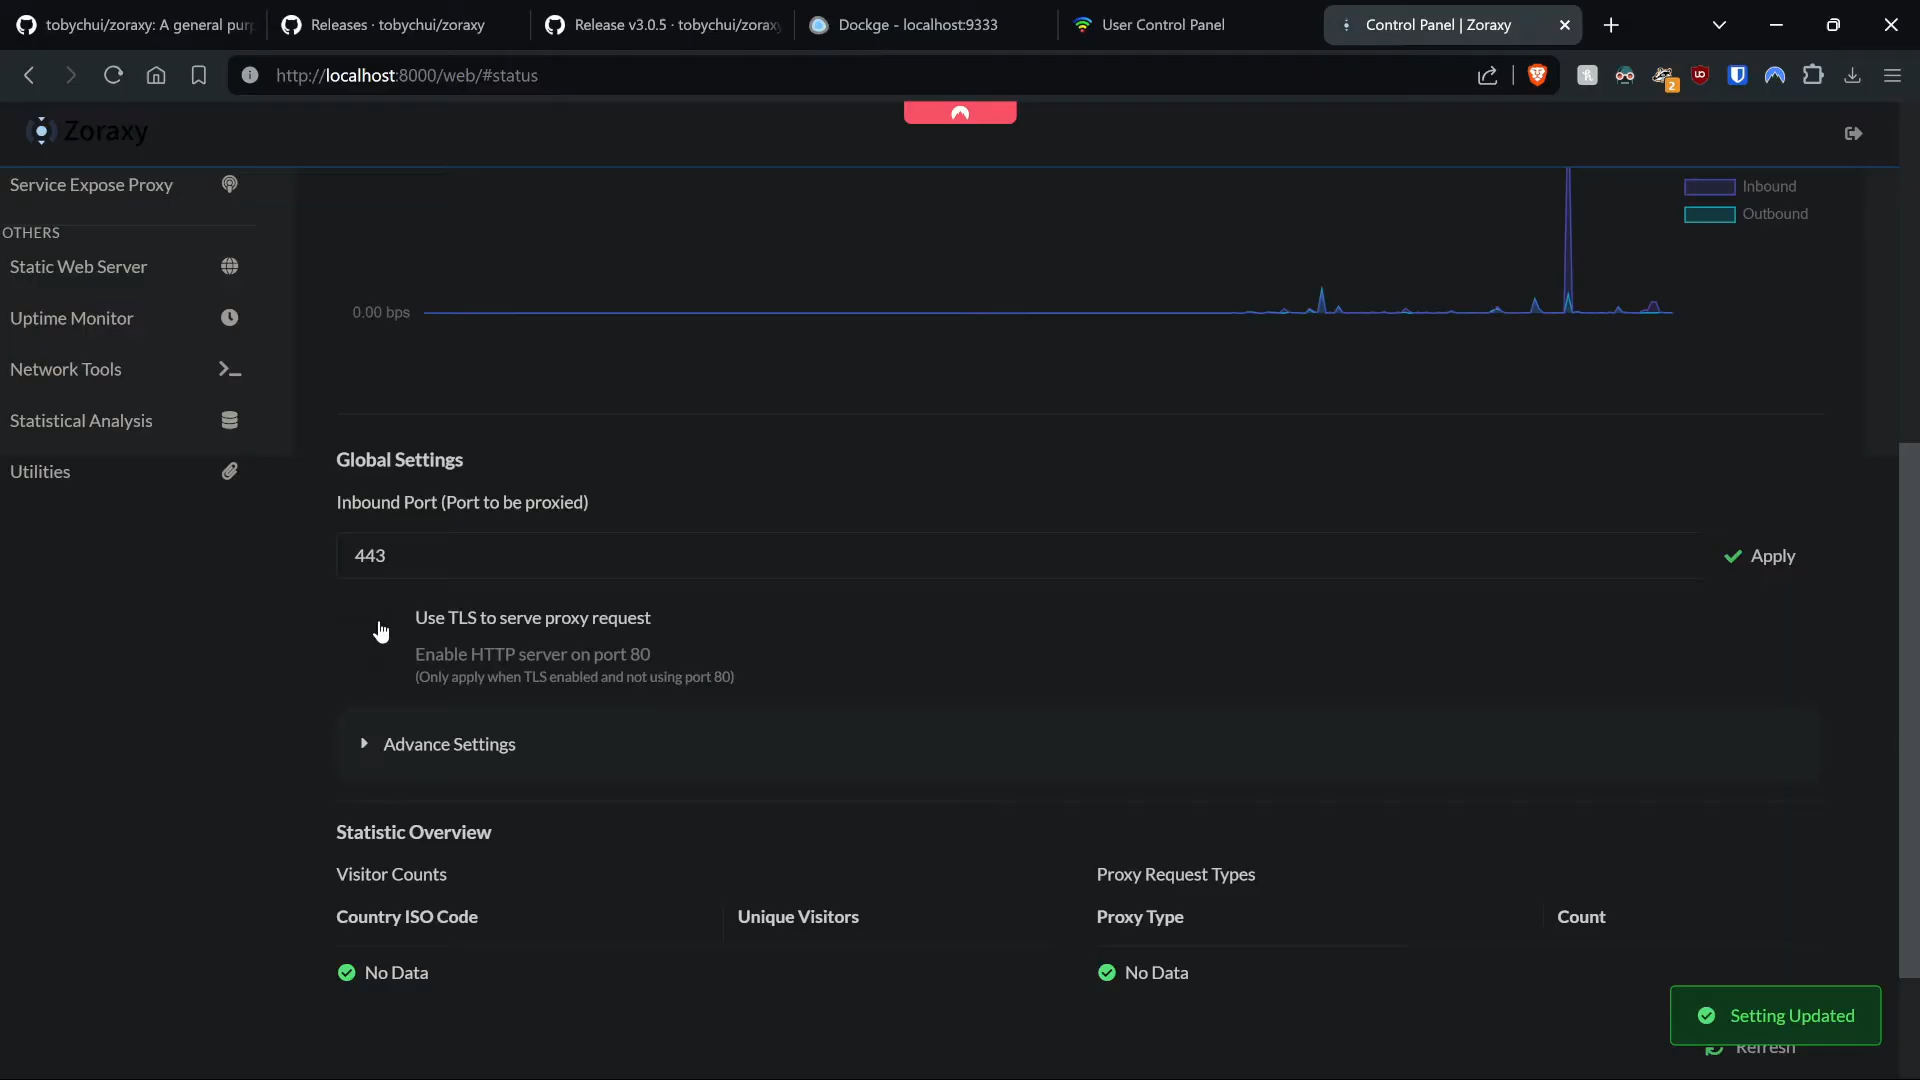 tobychui/zoraxy: A general pur
Releases · tobychui/zoraxy
Release v3.0.5 · tobychui/zoraxy
Dockge - localhost:9333
User Control Panel
Control Panel | Zoraxy
http://localhost:8000/web/#status
2
Zoraxy
Service Expose Proxy
OTHERS
Static Web Server
Uptime Monitor
Network Tools
Statistical Analysis
Utilities
Inbound
Outbound
0.00 bps
Global Settings
Inbound Port (Port to be proxied)
443
Apply
Use TLS to serve proxy request
Enable HTTP server on port 80
(Only apply when TLS enabled and not using port 80)
Advance Settings
Statistic Overview
Visitor Counts
Proxy Request Types
Country ISO Code
Unique Visitors
Proxy Type
Count
No Data
No Data
Setting Updated
Refresh